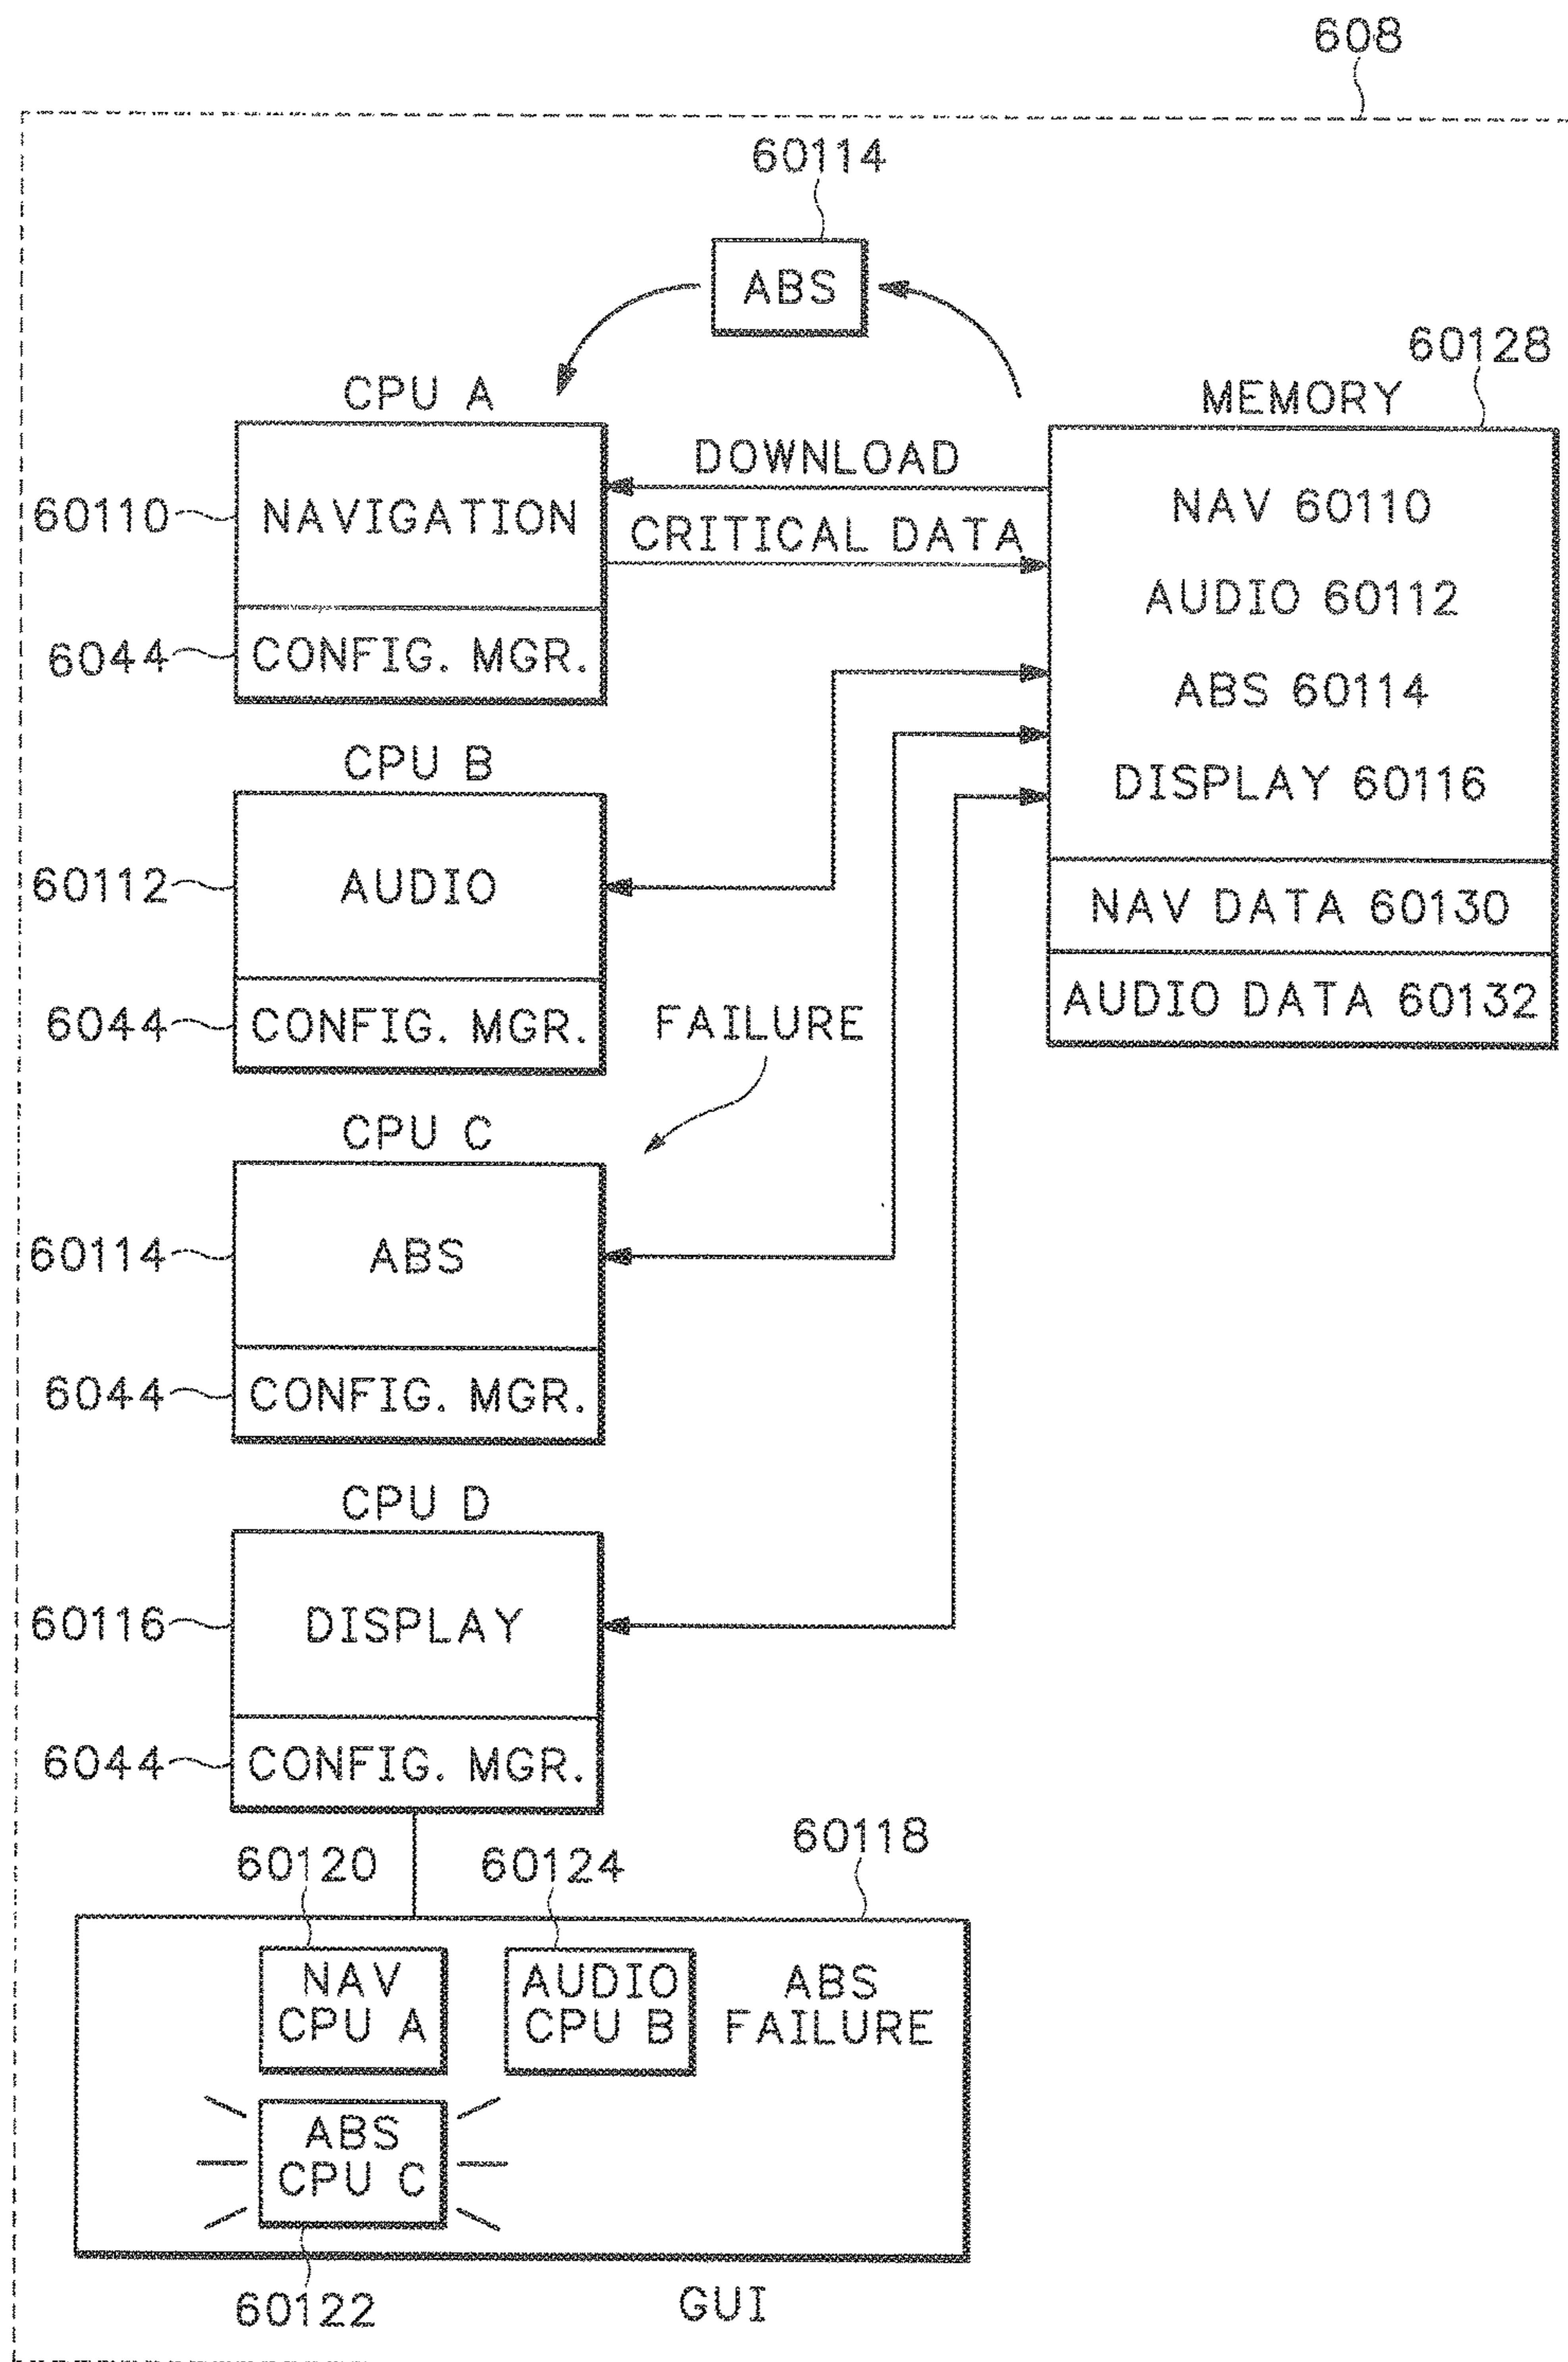 608
60114
ABS
60128
CPU A
MEMORY
DOWNLOAD
60110
NAVIGATION
CRITICAL DATA
NAV 60110
AUDIO 60112
6044
CONFIG. MGR.
ABS 60114
CPU B
DISPLAY 60116
60112
AUDIO
NAV DATA 60130
AUDIO DATA 60132
6044
CONFIG. MGR.
FAILURE
CPU C
60114
ABS
6044
CONFIG. MGR.
CPU D
60116
DISPLAY
6044
CONFIG. MGR.
60118
60120
60124
NAV
CPU A
AUDIO
CPU B
ABS
FAILURE
ABS
CPU C
60122
GUI